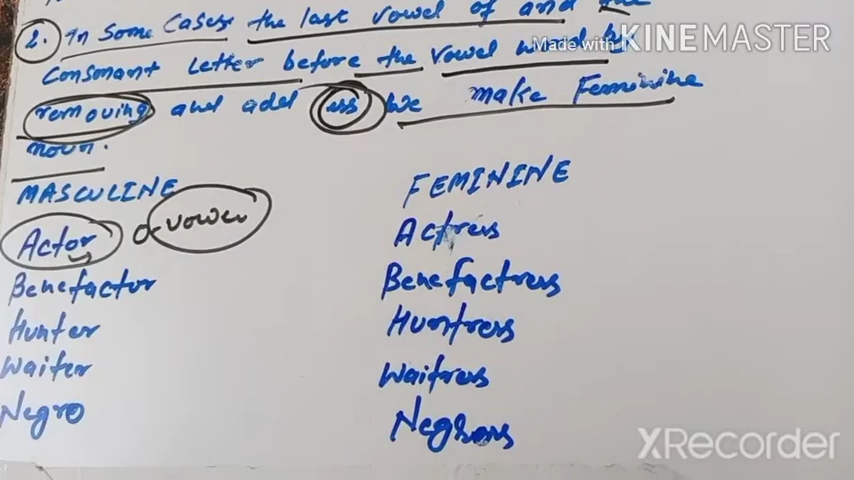 2. In some cases the last vowel of and the
Made with KINEMASTER
consonant letter before the vowel word by
removing and add ess we make Feminine
noun.
MASCULINE FEMININE
Actor o-vowel Actress
Benefactor Benefactress
Hunter Huntress
Waiter Waitress
Negro
XRecorder